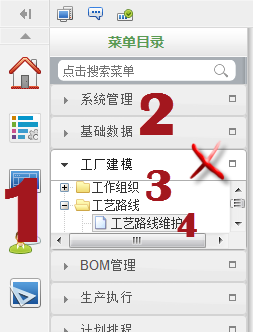 菜单目录
点击搜索菜单
系统管理
2
基础数据
工厂建模
1
工作组织
3
工艺路线
工艺路线维护
4
BOM管理
生产执行
计划排程